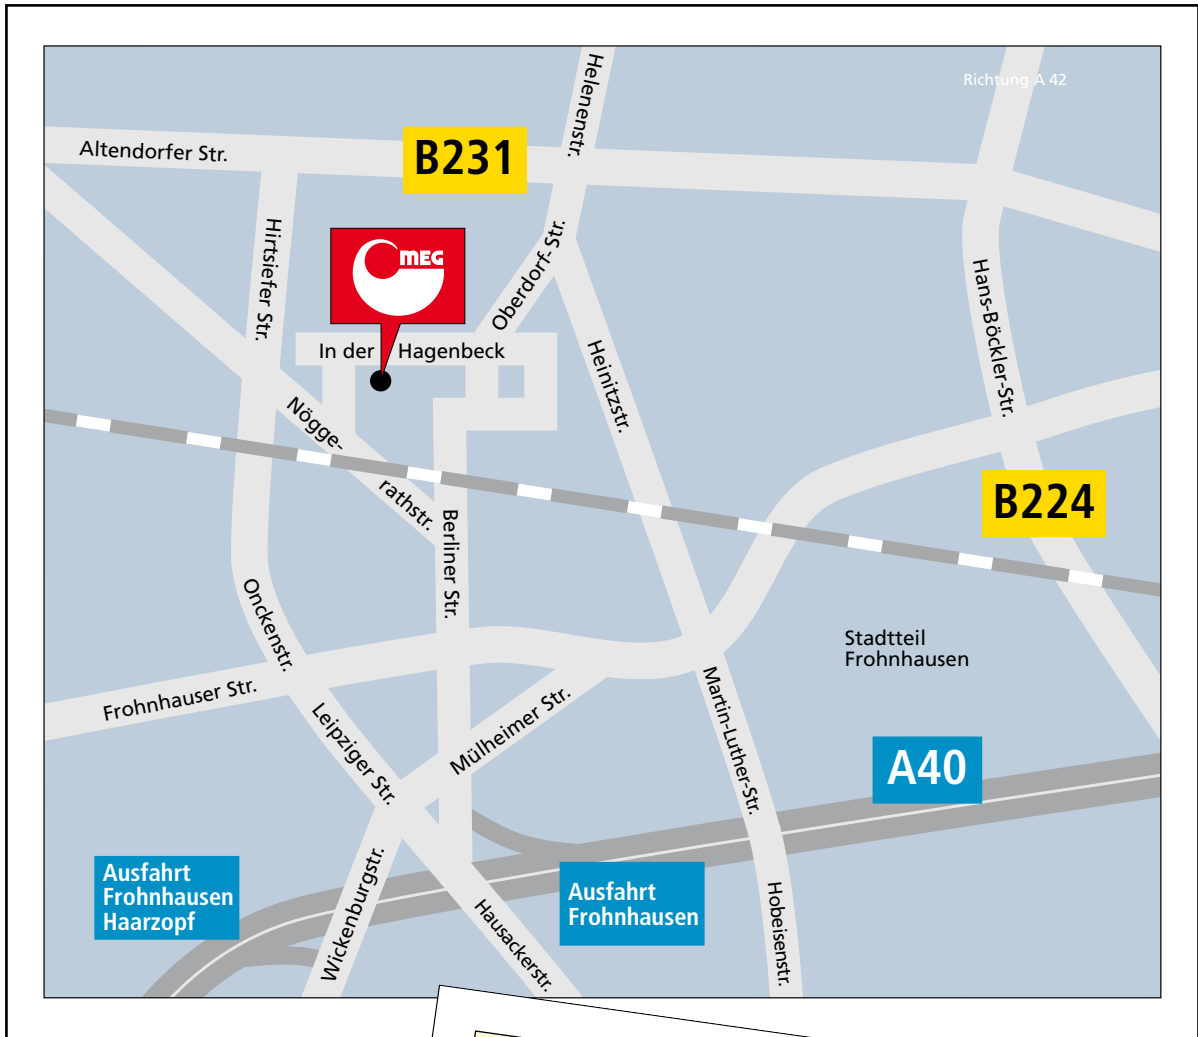 Richtung A 42
Helenenstr.
Altendorfer Str.
B231
Hirtsiefer Str.
MEG
Oberdorf-Str.
Hans-Böckler-Str.
In der Hagenbeck
Heinitzstr.
Nögge-
rathstr.
B224
Berliner Str.
Onckenstr.
Stadtteil
Frohnhausen
Frohnhauser Str.
Martin-Luther-Str.
Mülheimer Str.
Leipziger Str.
A40
Ausfahrt
Frohnhausen
Haarzopf
Ausfahrt
Frohnhausen
Wickenburgstr.
Hausackerstr.
Hobeisenstr.